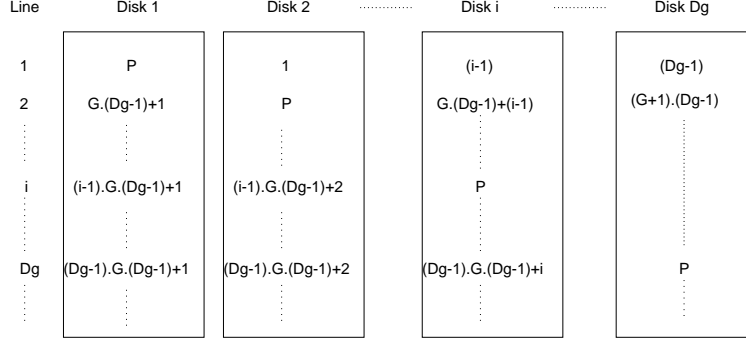 Line Disk 1 Disk 2 Disk i Disk Dg
1 P 1 (i-1) (Dg-1)
2 G.(Dg-1)+1 P G.(Dg-1)+(i-1) (G+1).(Dg-1)
i (i-1).G.(Dg-1)+1 (i-1).G.(Dg-1)+2 P
Dg (Dg-1).G.(Dg-1)+1 (Dg-1).G.(Dg-1)+2 (Dg-1).G.(Dg-1)+i P